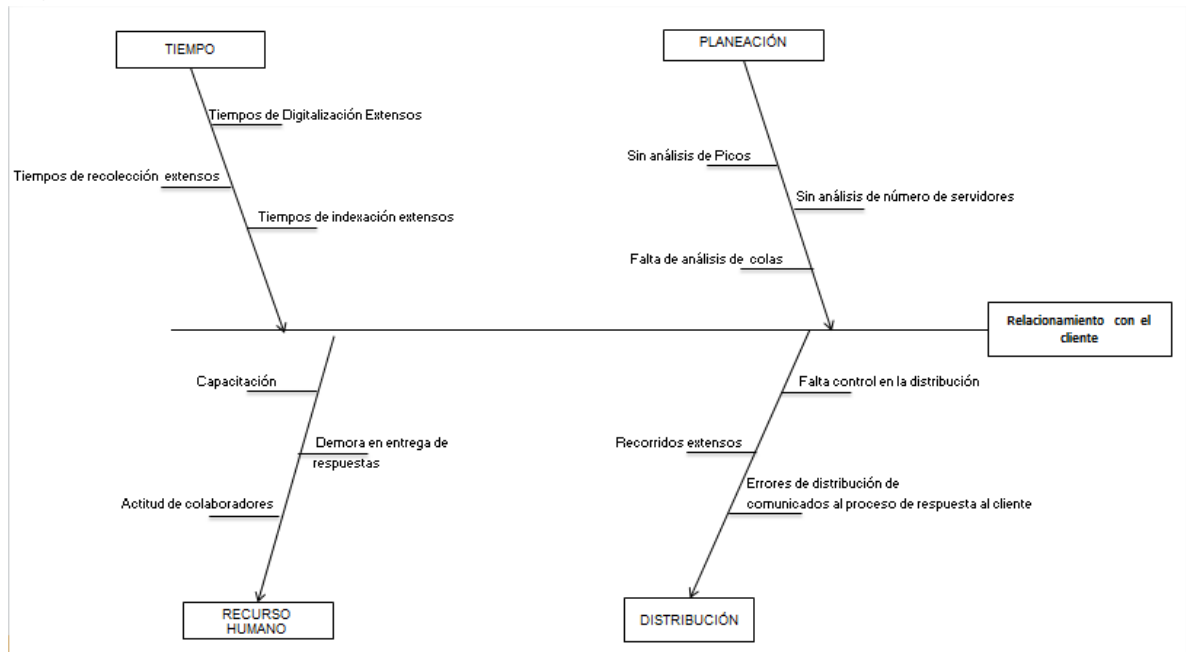 TIEMPO
PLANEACIÓN
Tiempos de Digitalización Extensos
Sin análisis de Picos
Tiempos de recolección extensos
Sin análisis de número de servidores
Tiempos de indexación extensos
Falta de análisis de colas
Relacionamiento con el
cliente
Capacitación
Falta control en la distribución
Demora en entrega de
respuestas
Recorridos extensos
Actitud de colaboradores
Errores de distribución de
comunicados al proceso de respuesta al cliente
RECURSO
HUMANO
DISTRIBUCIÓN